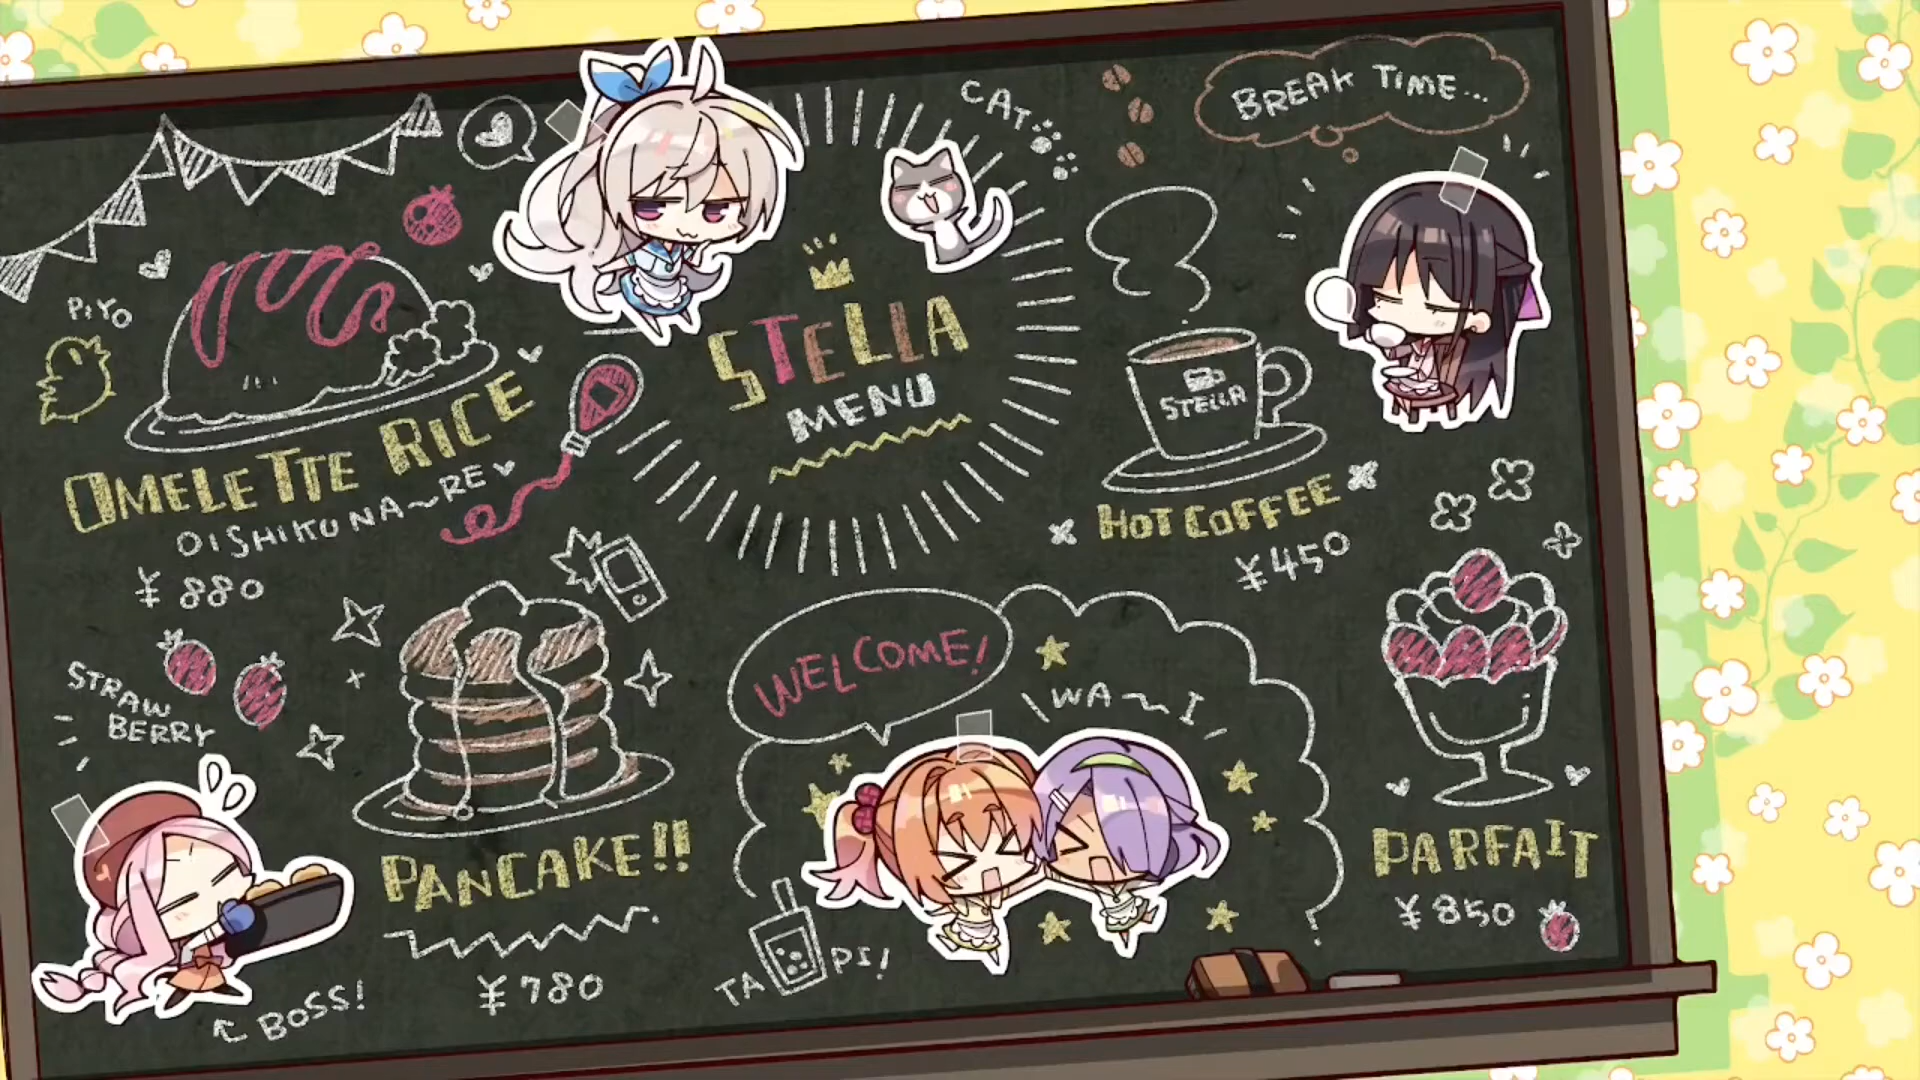 STELLA
MENU
CAT
BREAK TIME...
PIYO
OMELETTE RICE
OISHIKUNA~RE♥
¥880
STELLA
HOT COFFEE
¥450
STRAW
BERRY
BOSS!
PANCAKE!!
¥780
WELCOME!
\WA~I
TA PI!
PARFAIT
¥850